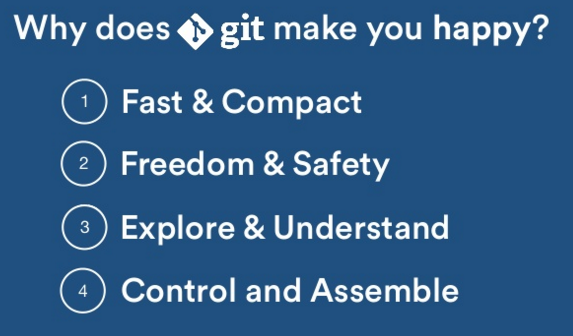 Why does git make you happy?
1 Fast & Compact
2 Freedom & Safety
3 Explore & Understand
4 Control and Assemble